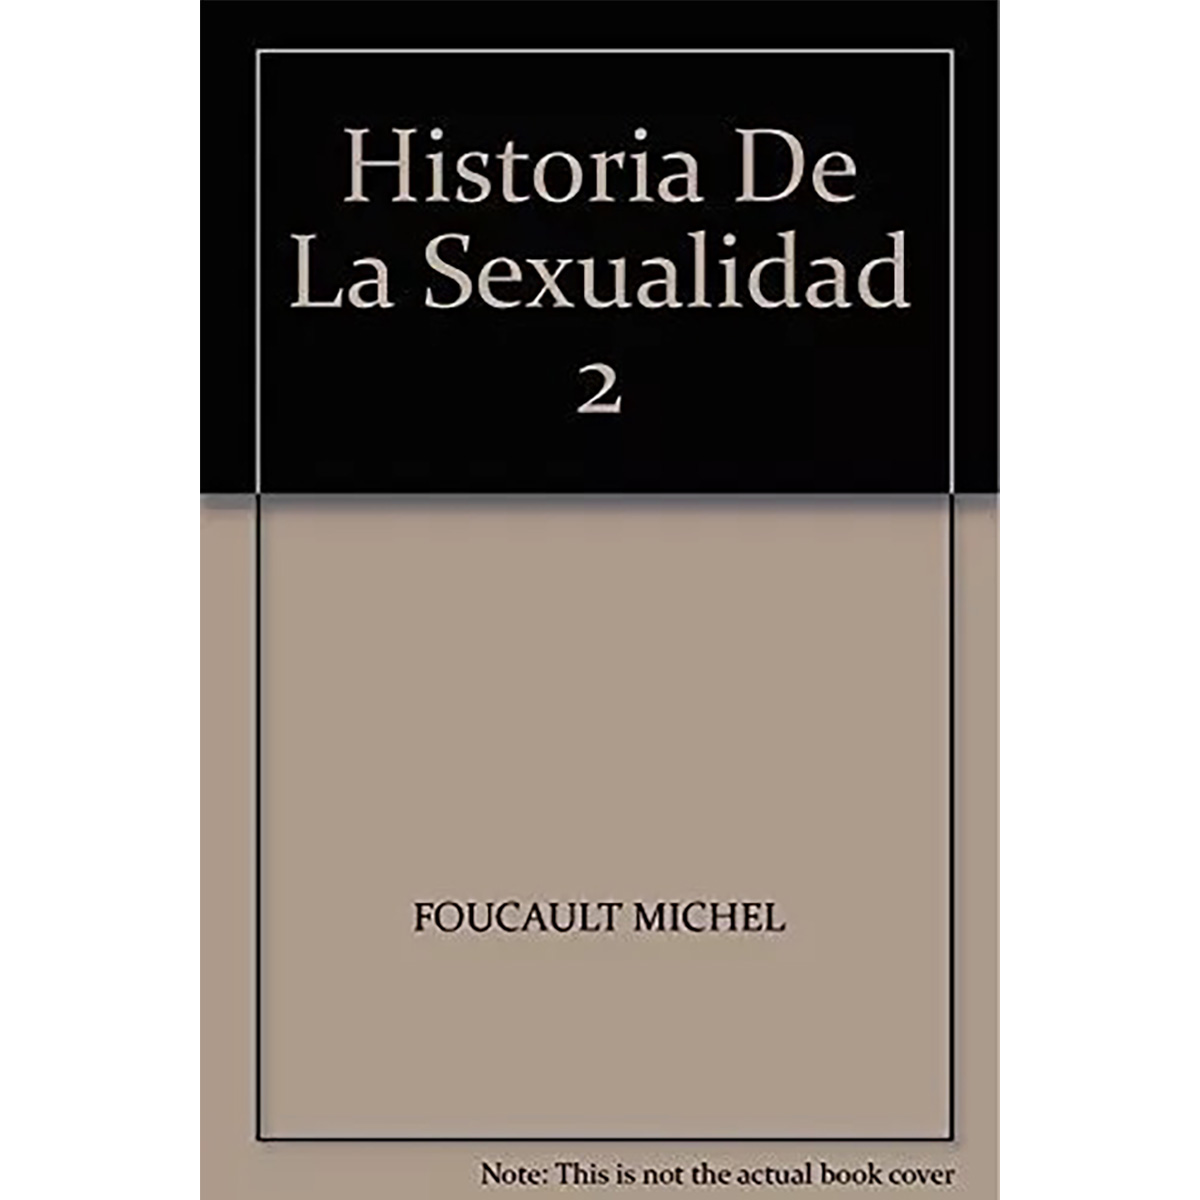 Historia De
La Sexualidad
2
FOUCAULT MICHEL
Note: This is not the actual book cover